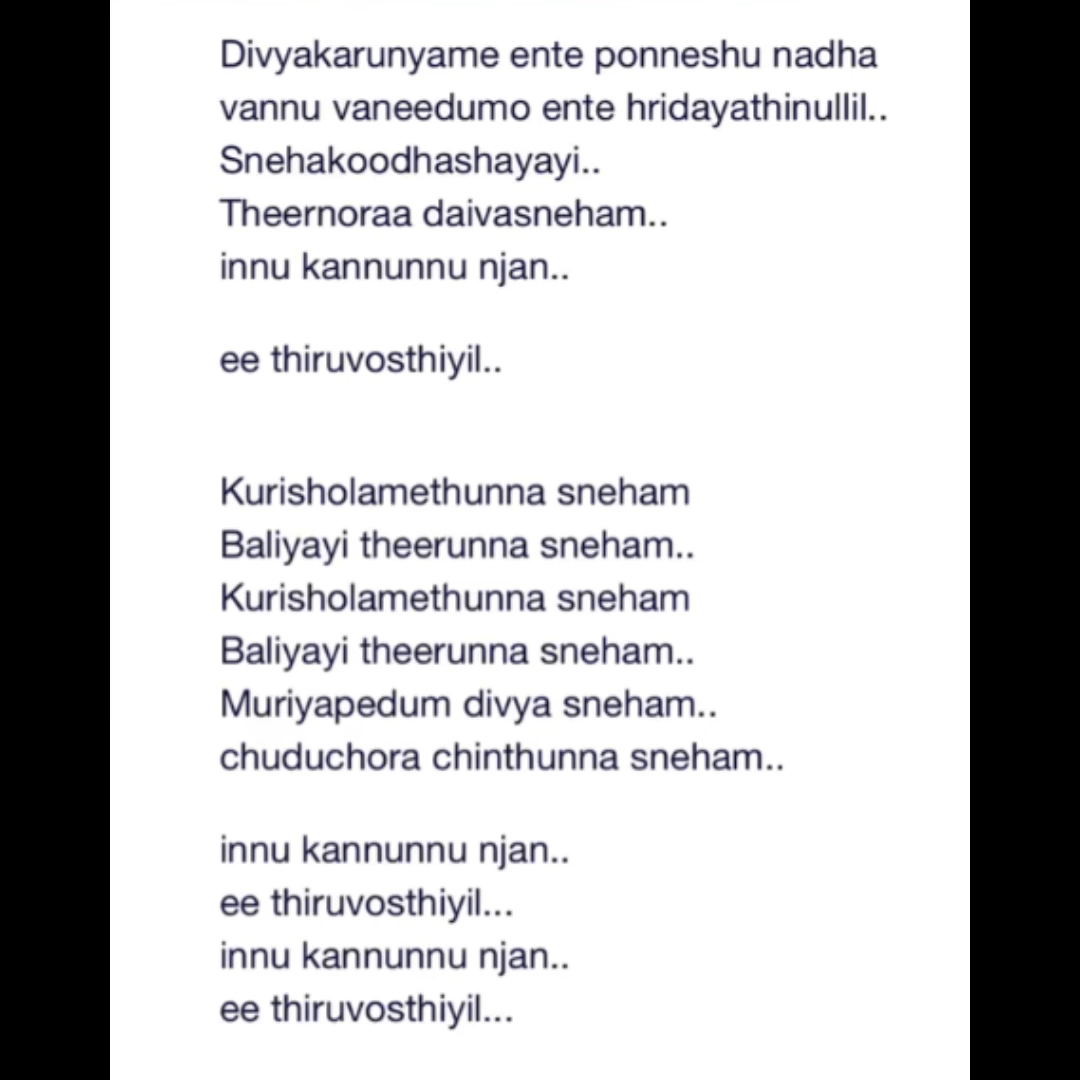 Divyakarunyame ente ponneshu nadha
vannu vaneedumo ente hridayathinullil..
Snehakoodhashayayi..
Theernoraa daivasneham..
innu kannunnu njan..
ee thiruvosthiyil..
Kurisholamethunna sneham
Baliyayi theerunna sneham..
Kurisholamethunna sneham
Baliyayi theerunna sneham..
Muriyapedum divya sneham..
chuduchora chinthunna sneham..
innu kannunnu njan..
ee thiruvosthiyil...
innu kannunnu njan..
ee thiruvosthiyil...